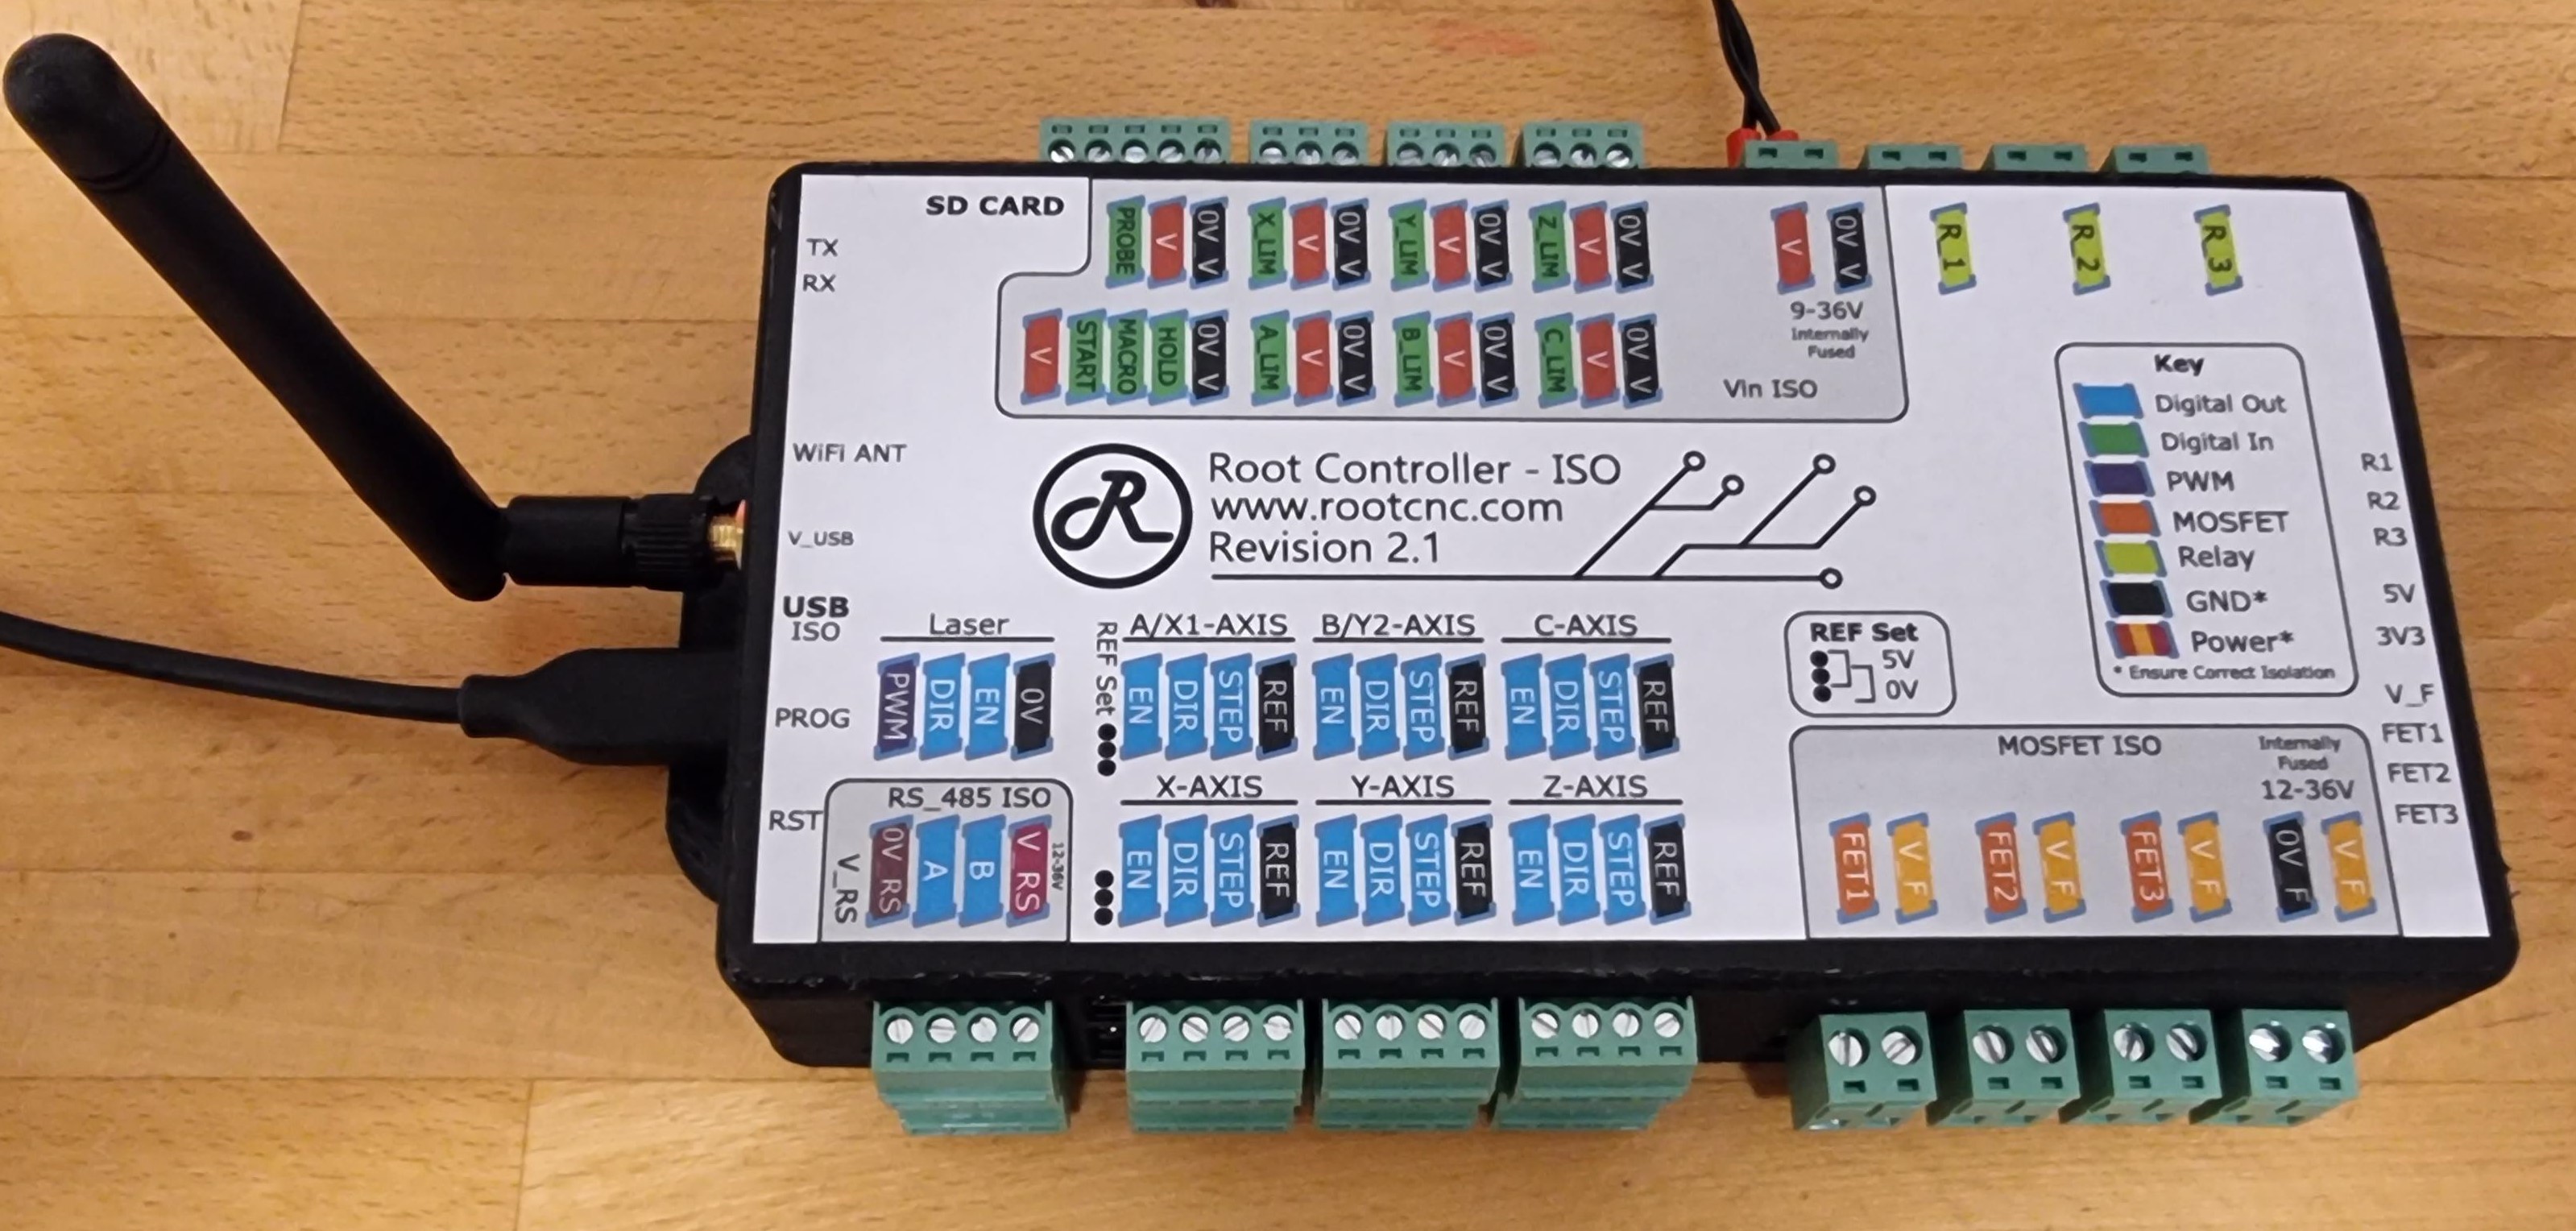 SD CARD
TX
RX
PROBE V 0V_V X_LIM V 0V_V Y_LIM V 0V_V Z_LIM V 0V_V V 0V_V
R_1 R_2 R_3
9-36V
Internally
Fused
Vin ISO
V START MACRO HOLD 0V_V A_LIM V 0V_V B_LIM V 0V_V C_LIM V 0V_V
Key
Digital Out
Digital In
PWM
MOSFET
Relay
GND*
Power*
* Ensure Correct Isolation
WiFi ANT
V_USB
USB
ISO
PROG
RST
R
Root Controller - ISO
www.rootcnc.com
Revision 2.1
R1
R2
R3
5V
3V3
V_F
FET1
FET2
FET3
Laser
PWM DIR EN 0V
REF Set
A/X1-AXIS B/Y2-AXIS C-AXIS
EN DIR STEP REF EN DIR STEP REF EN DIR STEP REF
REF Set
5V
0V
RS_485 ISO
V_RS
0V_RS A B V_RS
12-36V
X-AXIS Y-AXIS Z-AXIS
EN DIR STEP REF EN DIR STEP REF EN DIR STEP REF
MOSFET ISO
Internally
Fused
12-36V
FET1 V_F FET2 V_F FET3 V_F 0V_F V_F